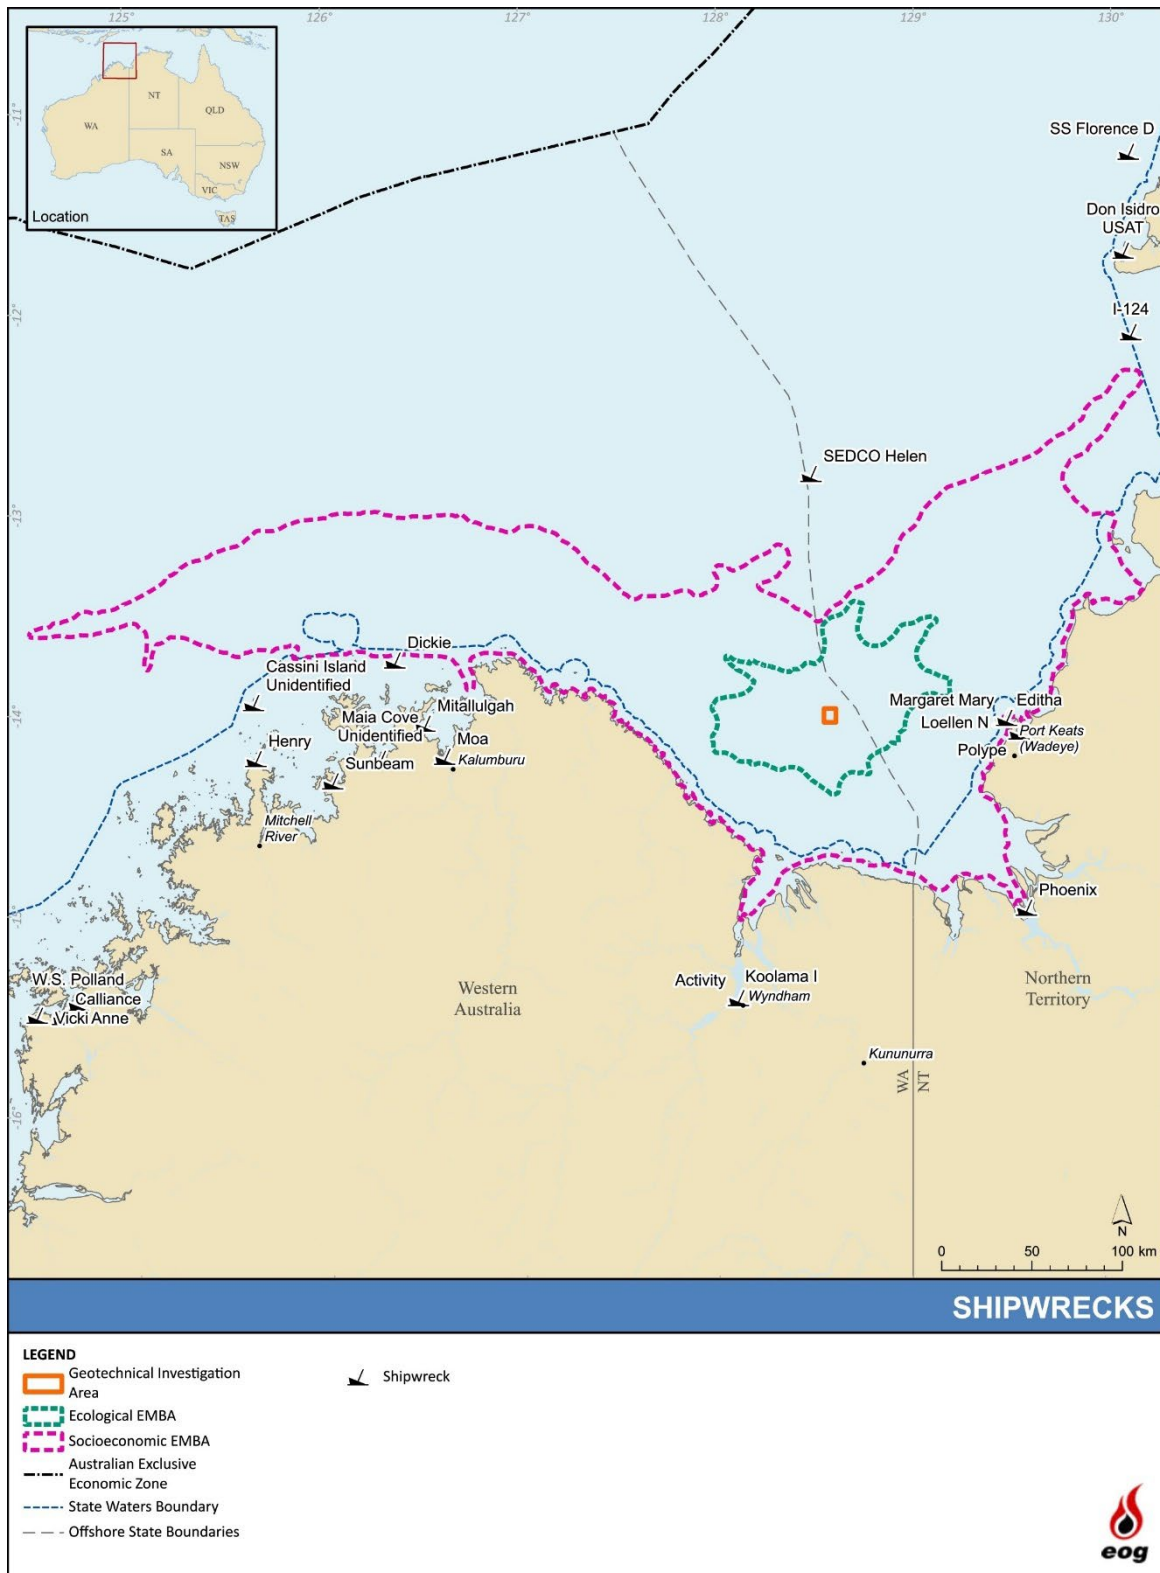 125°
126°
127°
128°
129°
130°
-11°
-12°
-13°
-14°
-15°
-16°
WA
NT
QLD
SA
NSW
VIC
TAS
Location
SS Florence D
Don Isidro
USAT
I-124
SEDCO Helen
Dickie
Cassini Island
Unidentified
Mitallulgah
Maia Cove
Unidentified
Henry
Moa
Kalumburu
Sunbeam
Mitchell
River
Margaret Mary
Editha
Loellen N
Port Keats
(Wadeye)
Polype
Phoenix
W.S. Polland
Calliance
Vicki Anne
Western
Australia
Activity
Koolama I
Wyndham
Northern
Territory
Kununurra
WA
NT
N
0 50 100 km
SHIPWRECKS
LEGEND
Geotechnical Investigation
Area
Shipwreck
Ecological EMBA
Socioeconomic EMBA
Australian Exclusive
Economic Zone
State Waters Boundary
Offshore State Boundaries
eog